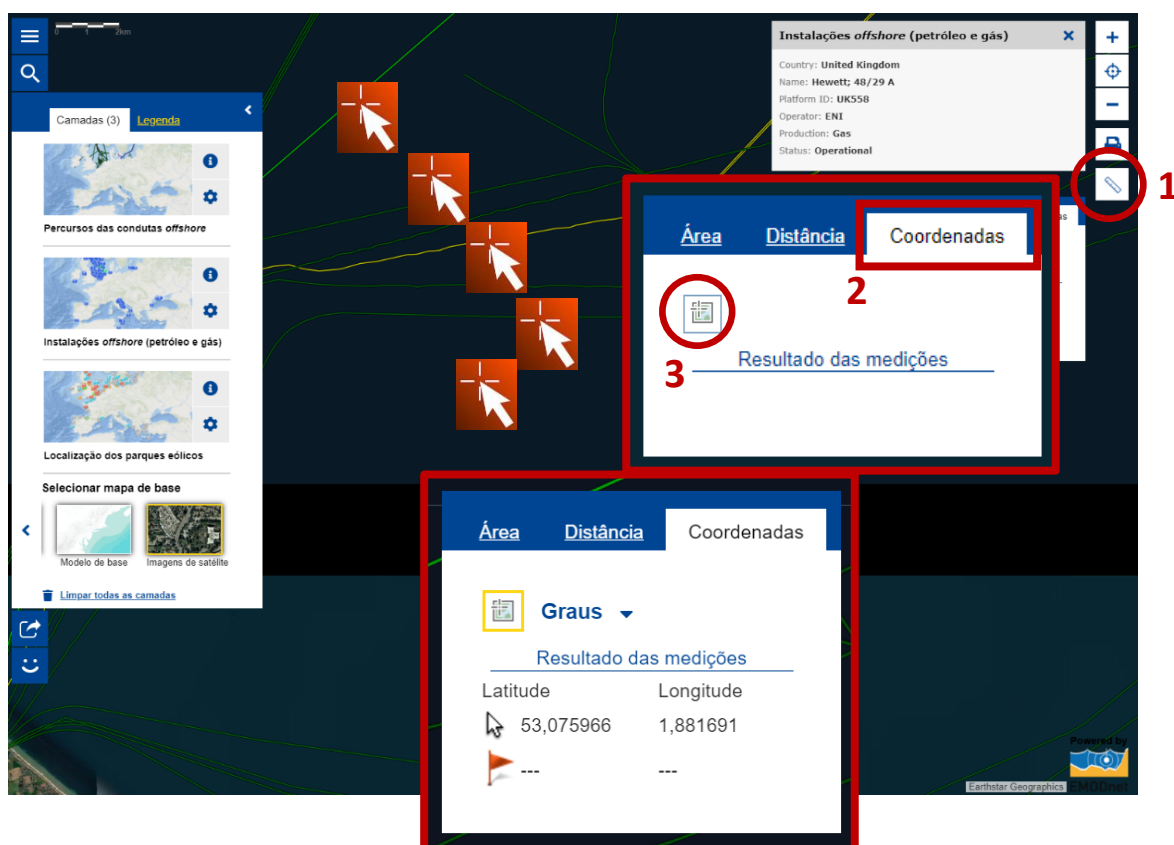 0 1 2km
Camadas (3) Legenda
Percursos das condutas offshore
Instalações offshore (petróleo e gás)
Localização dos parques eólicos
Selecionar mapa de base
Modelo de base Imagens de satélite
Limpar todas as camadas
Instalações offshore (petróleo e gás)
Country: United Kingdom
Name: Hewett; 48/29 A
Platform ID: UK558
Operator: ENI
Production: Gas
Status: Operational
1
as
Área Distância Coordenadas
2
3
Resultado das medições
Área Distância Coordenadas
Graus
Resultado das medições
Latitude Longitude
53,075966 1,881691
--- ---
Powered by
EMODnet
Earthstar Geographics